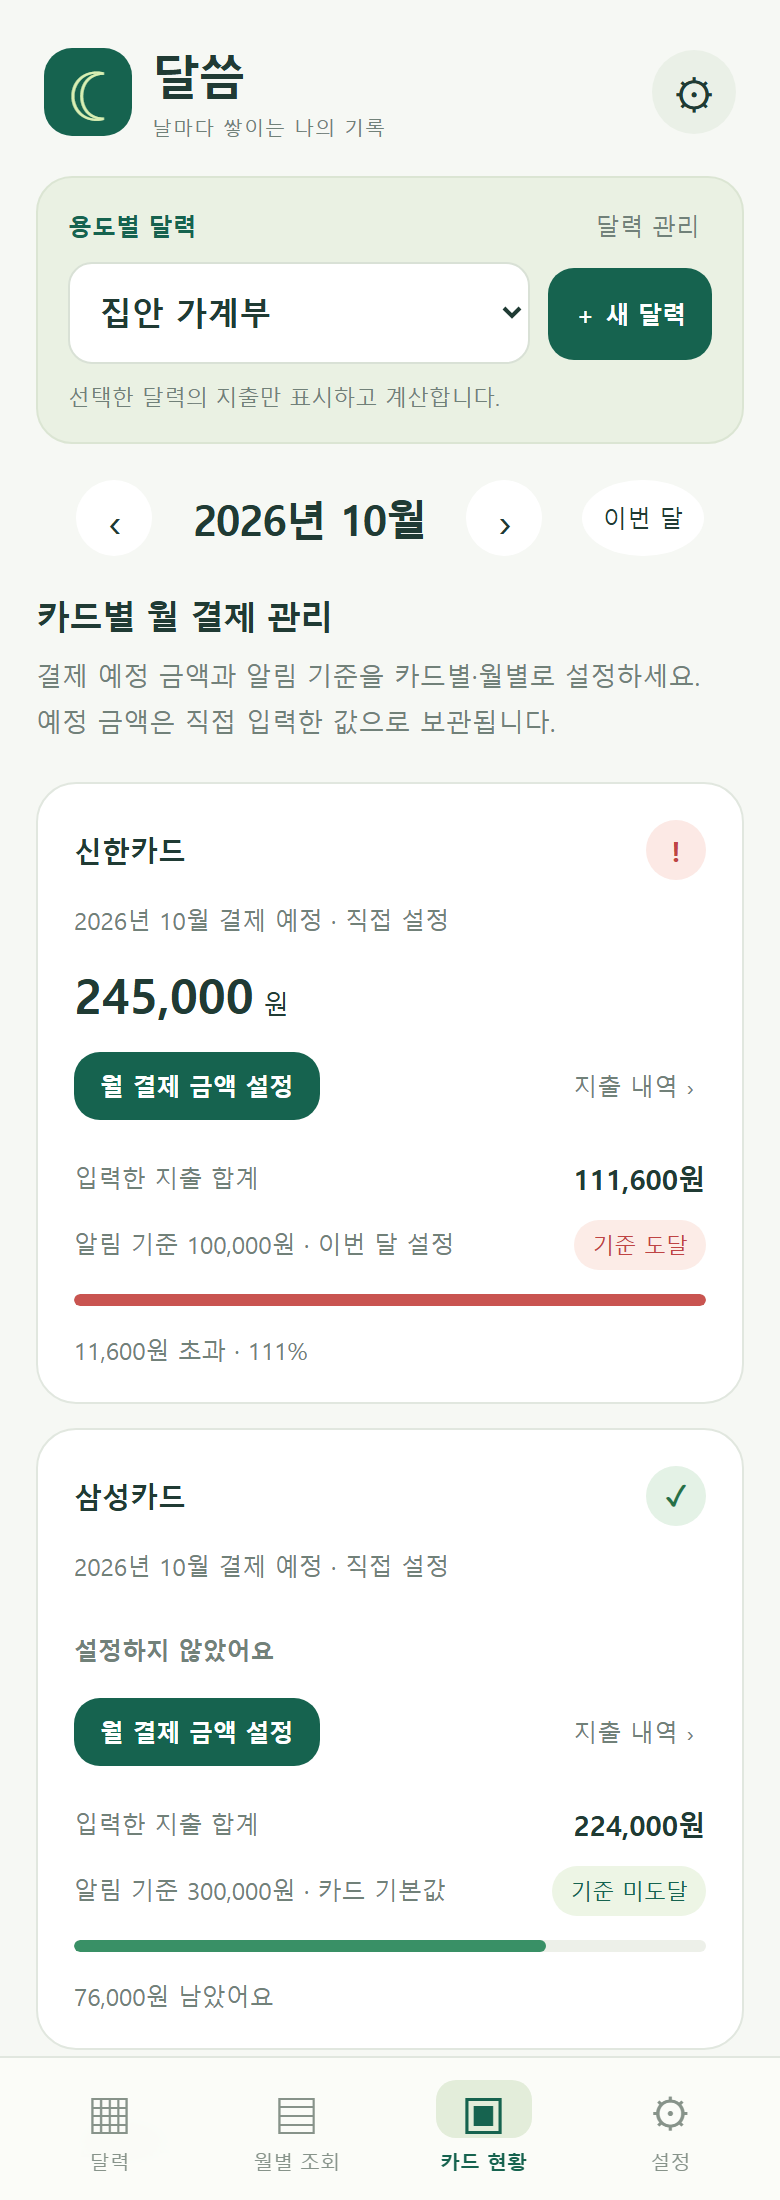 달씀
날마다 쌓이는 나의 기록
용도별 달력
달력 관리
집안 가계부
+ 새 달력
선택한 달력의 지출만 표시하고 계산합니다.
‹ 2026년 10월 › 이번 달
카드별 월 결제 관리
결제 예정 금액과 알림 기준을 카드별·월별로 설정하세요.
예정 금액은 직접 입력한 값으로 보관됩니다.
신한카드 !
2026년 10월 결제 예정 · 직접 설정
245,000 원
월 결제 금액 설정 지출 내역 ›
입력한 지출 합계 111,600원
알림 기준 100,000원 · 이번 달 설정 기준 도달
11,600원 초과 · 111%
삼성카드 ✓
2026년 10월 결제 예정 · 직접 설정
설정하지 않았어요
월 결제 금액 설정 지출 내역 ›
입력한 지출 합계 224,000원
알림 기준 300,000원 · 카드 기본값 기준 미도달
76,000원 남았어요
달력 월별 조회 카드 현황 설정